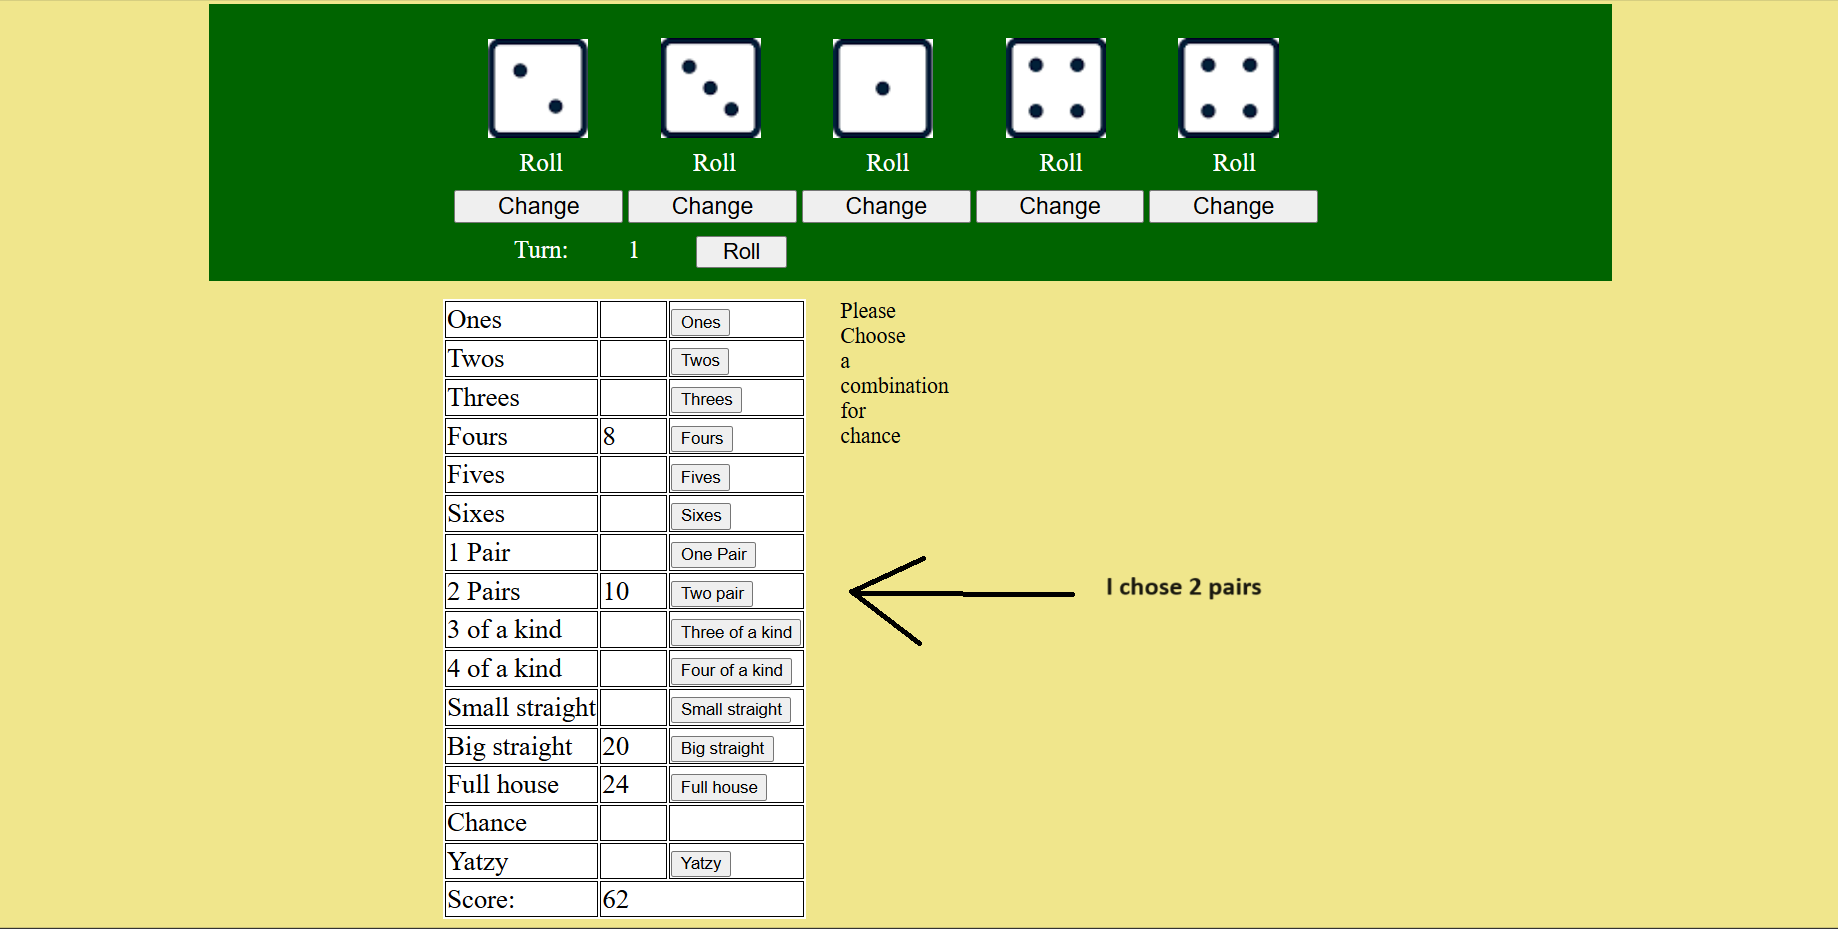 Roll Roll Roll Roll Roll
Change Change Change Change Change
Turn: 1 Roll
Ones Ones
Twos Twos
Threes Threes
Fours 8 Fours
Fives Fives
Sixes Sixes
1 Pair One Pair
2 Pairs 10 Two pair
3 of a kind Three of a kind
4 of a kind Four of a kind
Small straight Small straight
Big straight 20 Big straight
Full house 24 Full house
Chance
Yatzy Yatzy
Score: 62
Please
Choose
a
combination
for
chance
I chose 2 pairs